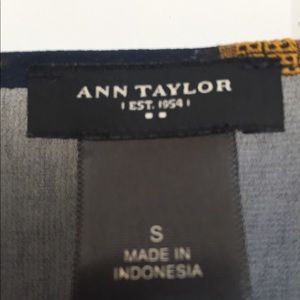 ANN TAYLOR
| EST. 1954 |
S
MADE IN
INDONESIA